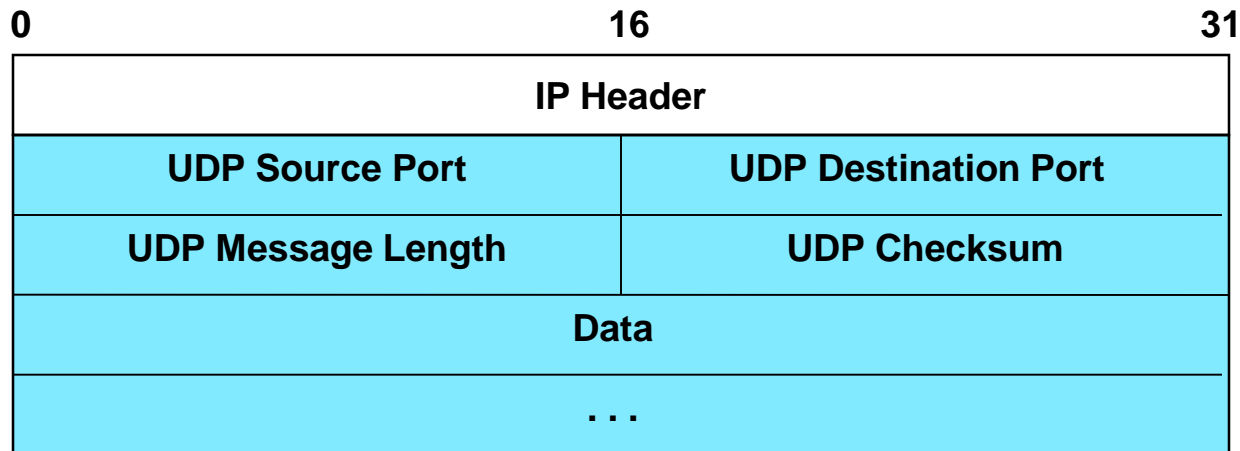 0 16 31
IP Header
UDP Source Port UDP Destination Port
UDP Message Length UDP Checksum
Data
. . .